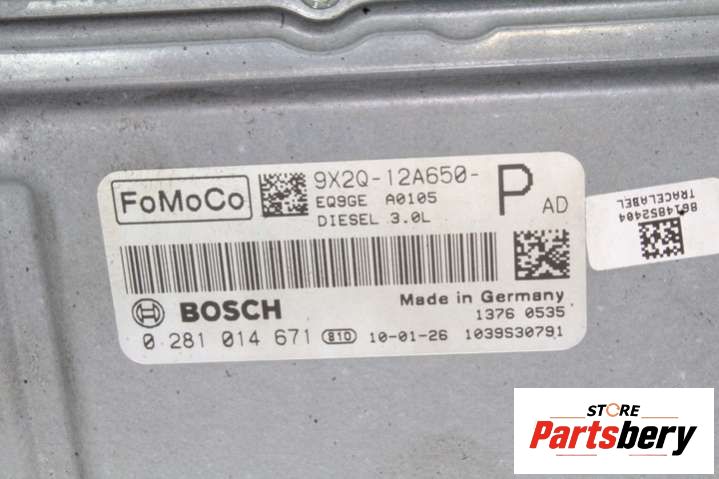 FoMoCo
9X2Q-12A650-
P
EQ9GE A0105
AD
DIESEL 3.0L
BOSCH
Made in Germany
1376 0535
0 281 014 671 810 10-01-26 1039S30791
8614852404
TRACELABEL
STORE
Partsbery